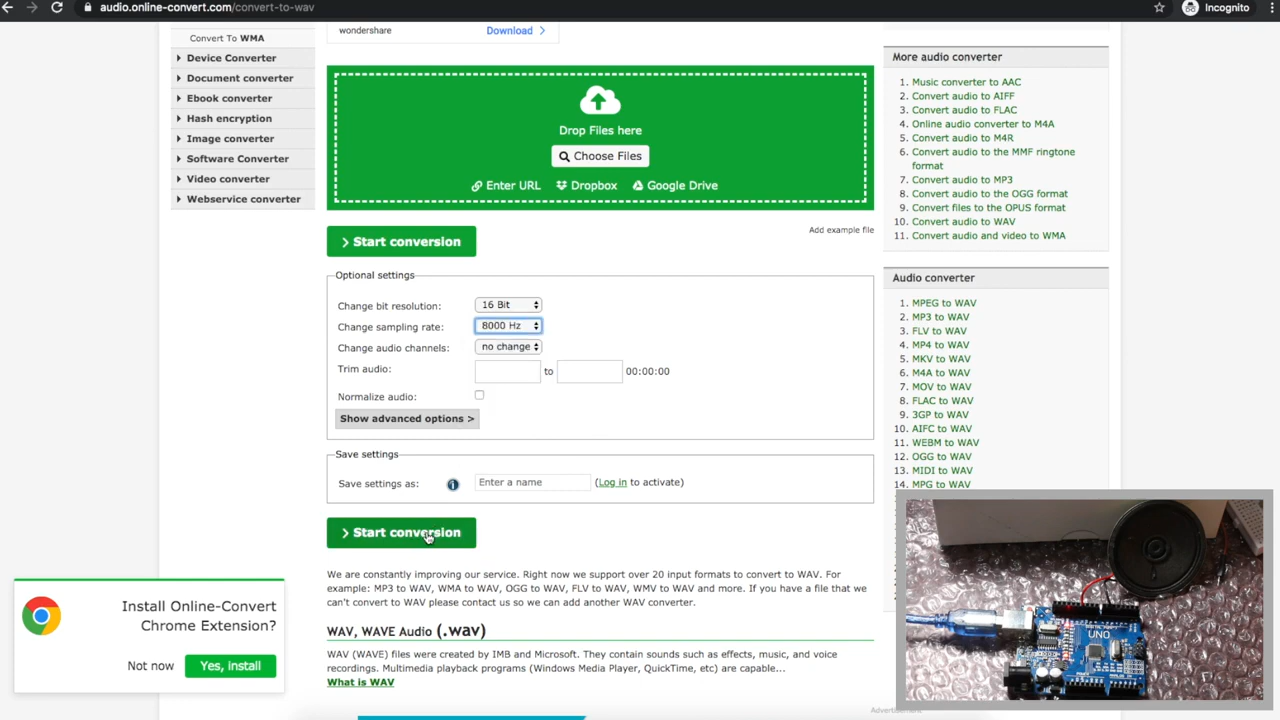 audio.online-convert.com/convert-to-wav
Incognito
Convert To WMA
Device Converter
Document converter
Ebook converter
Hash encryption
Image converter
Software Converter
Video converter
Webservice converter
wondershare
Download
Drop Files here
Choose Files
Enter URL
Dropbox
Google Drive
Start conversion
Add example file
Optional settings
Change bit resolution:
16 Bit
Change sampling rate:
8000 Hz
Change audio channels:
no change
Trim audio:
to
00:00:00
Normalize audio:
Show advanced options >
Save settings
Save settings as:
Enter a name
(Log in to activate)
Start conversion
We are constantly improving our service. Right now we support over 20 input formats to convert to WAV. For
example: MP3 to WAV, WMA to WAV, OGG to WAV, FLV to WAV, WMV to WAV and more. If you have a file that we
can't convert to WAV please contact us so we can add another WAV converter.
WAV, WAVE Audio (.wav)
WAV (WAVE) files were created by IMB and Microsoft. They contain sounds such as effects, music, and voice
recordings. Multimedia playback programs (Windows Media Player, QuickTime, etc) are capable...
What is WAV
Advertisement
More audio converter
1. Music converter to AAC
2. Convert audio to AIFF
3. Convert audio to FLAC
4. Online audio converter to M4A
5. Convert audio to M4R
6. Convert audio to the MMF ringtone
format
7. Convert audio to MP3
8. Convert audio to the OGG format
9. Convert files to the OPUS format
10. Convert audio to WAV
11. Convert audio and video to WMA
Audio converter
1. MPEG to WAV
2. MP3 to WAV
3. FLV to WAV
4. MP4 to WAV
5. MKV to WAV
6. M4A to WAV
7. MOV to WAV
8. FLAC to WAV
9. 3GP to WAV
10. AIFC to WAV
11. WEBM to WAV
12. OGG to WAV
13. MIDI to WAV
14. MPG to WAV
Install Online-Convert
Chrome Extension?
Not now
Yes, install
UNO